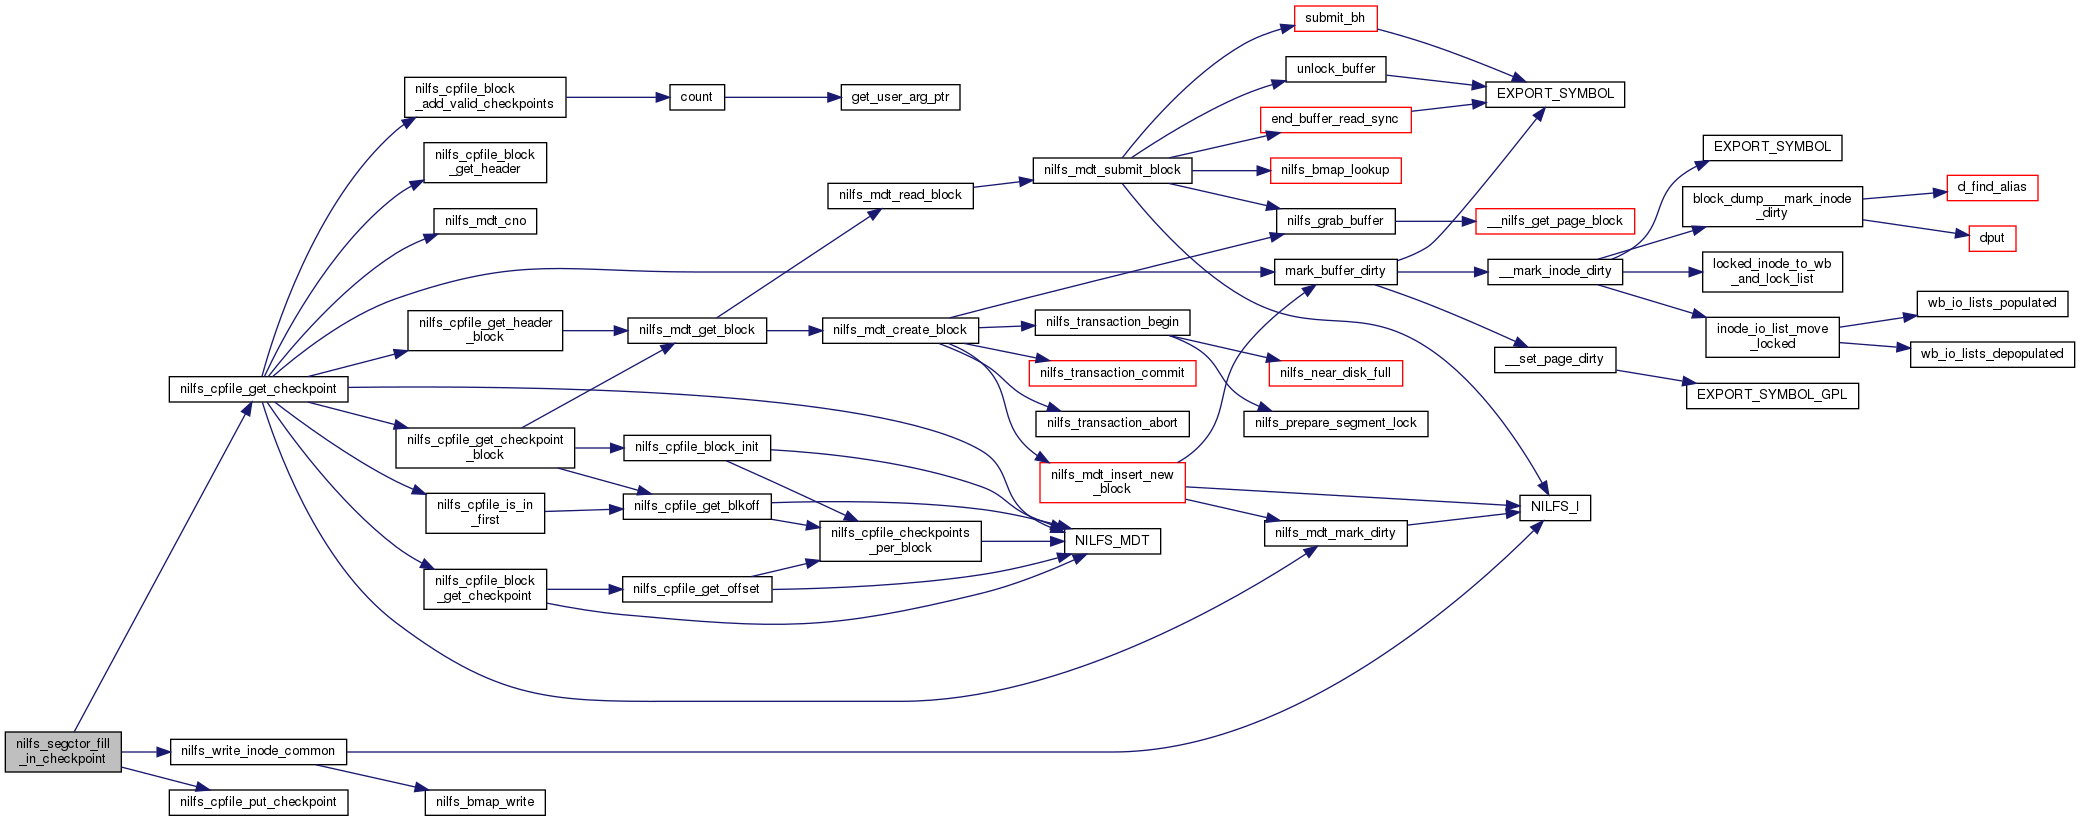 submit_bh
unlock_buffer
EXPORT_SYMBOL
end_buffer_read_sync
nilfs_cpfile_block
_add_valid_checkpoints
count
get_user_arg_ptr
nilfs_cpfile_block
_get_header
nilfs_mdt_submit_block
nilfs_bmap_lookup
EXPORT_SYMBOL
nilfs_mdt_read_block
block_dump___mark_inode
_dirty
d_find_alias
nilfs_mdt_cno
nilfs_grab_buffer
__nilfs_get_page_block
dput
mark_buffer_dirty
__mark_inode_dirty
locked_inode_to_wb
_and_lock_list
nilfs_cpfile_get_header
_block
nilfs_mdt_get_block
nilfs_mdt_create_block
nilfs_transaction_begin
wb_io_lists_populated
inode_io_list_move
_locked
wb_io_lists_depopulated
nilfs_transaction_commit
nilfs_near_disk_full
__set_page_dirty
nilfs_cpfile_get_checkpoint
EXPORT_SYMBOL_GPL
nilfs_transaction_abort
nilfs_prepare_segment_lock
nilfs_cpfile_get_checkpoint
_block
nilfs_cpfile_block_init
nilfs_mdt_insert_new
_block
nilfs_cpfile_is_in
_first
nilfs_cpfile_get_blkoff
NILFS_I
nilfs_cpfile_checkpoints
_per_block
NILFS_MDT
nilfs_mdt_mark_dirty
nilfs_cpfile_block
_get_checkpoint
nilfs_cpfile_get_offset
nilfs_segctor_fill
_in_checkpoint
nilfs_write_inode_common
nilfs_cpfile_put_checkpoint
nilfs_bmap_write